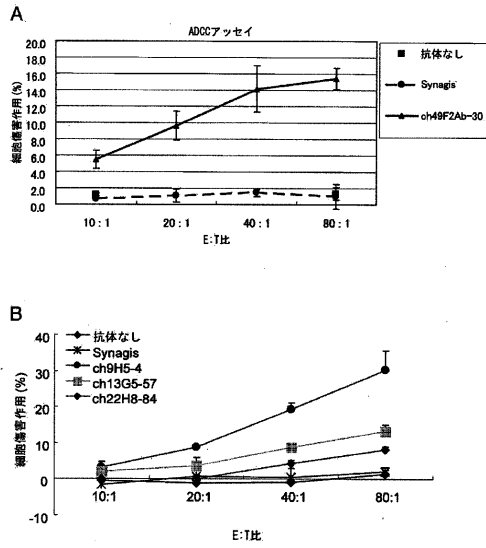 A
ADCCアッセイ
細胞傷害作用(%)
20.0
18.0
16.0
14.0
12.0
10.0
8.0
6.0
4.0
2.0
0.0
10:1
20:1
40:1
80:1
E:T比
抗体なし
Synagis
ch49F2Ab-30
B
細胞傷害作用(%)
40
30
20
10
0
-10
抗体なし
Synagis
ch9H5-4
ch13G5-57
ch22H8-84
10:1
20:1
40:1
80:1
E:T比